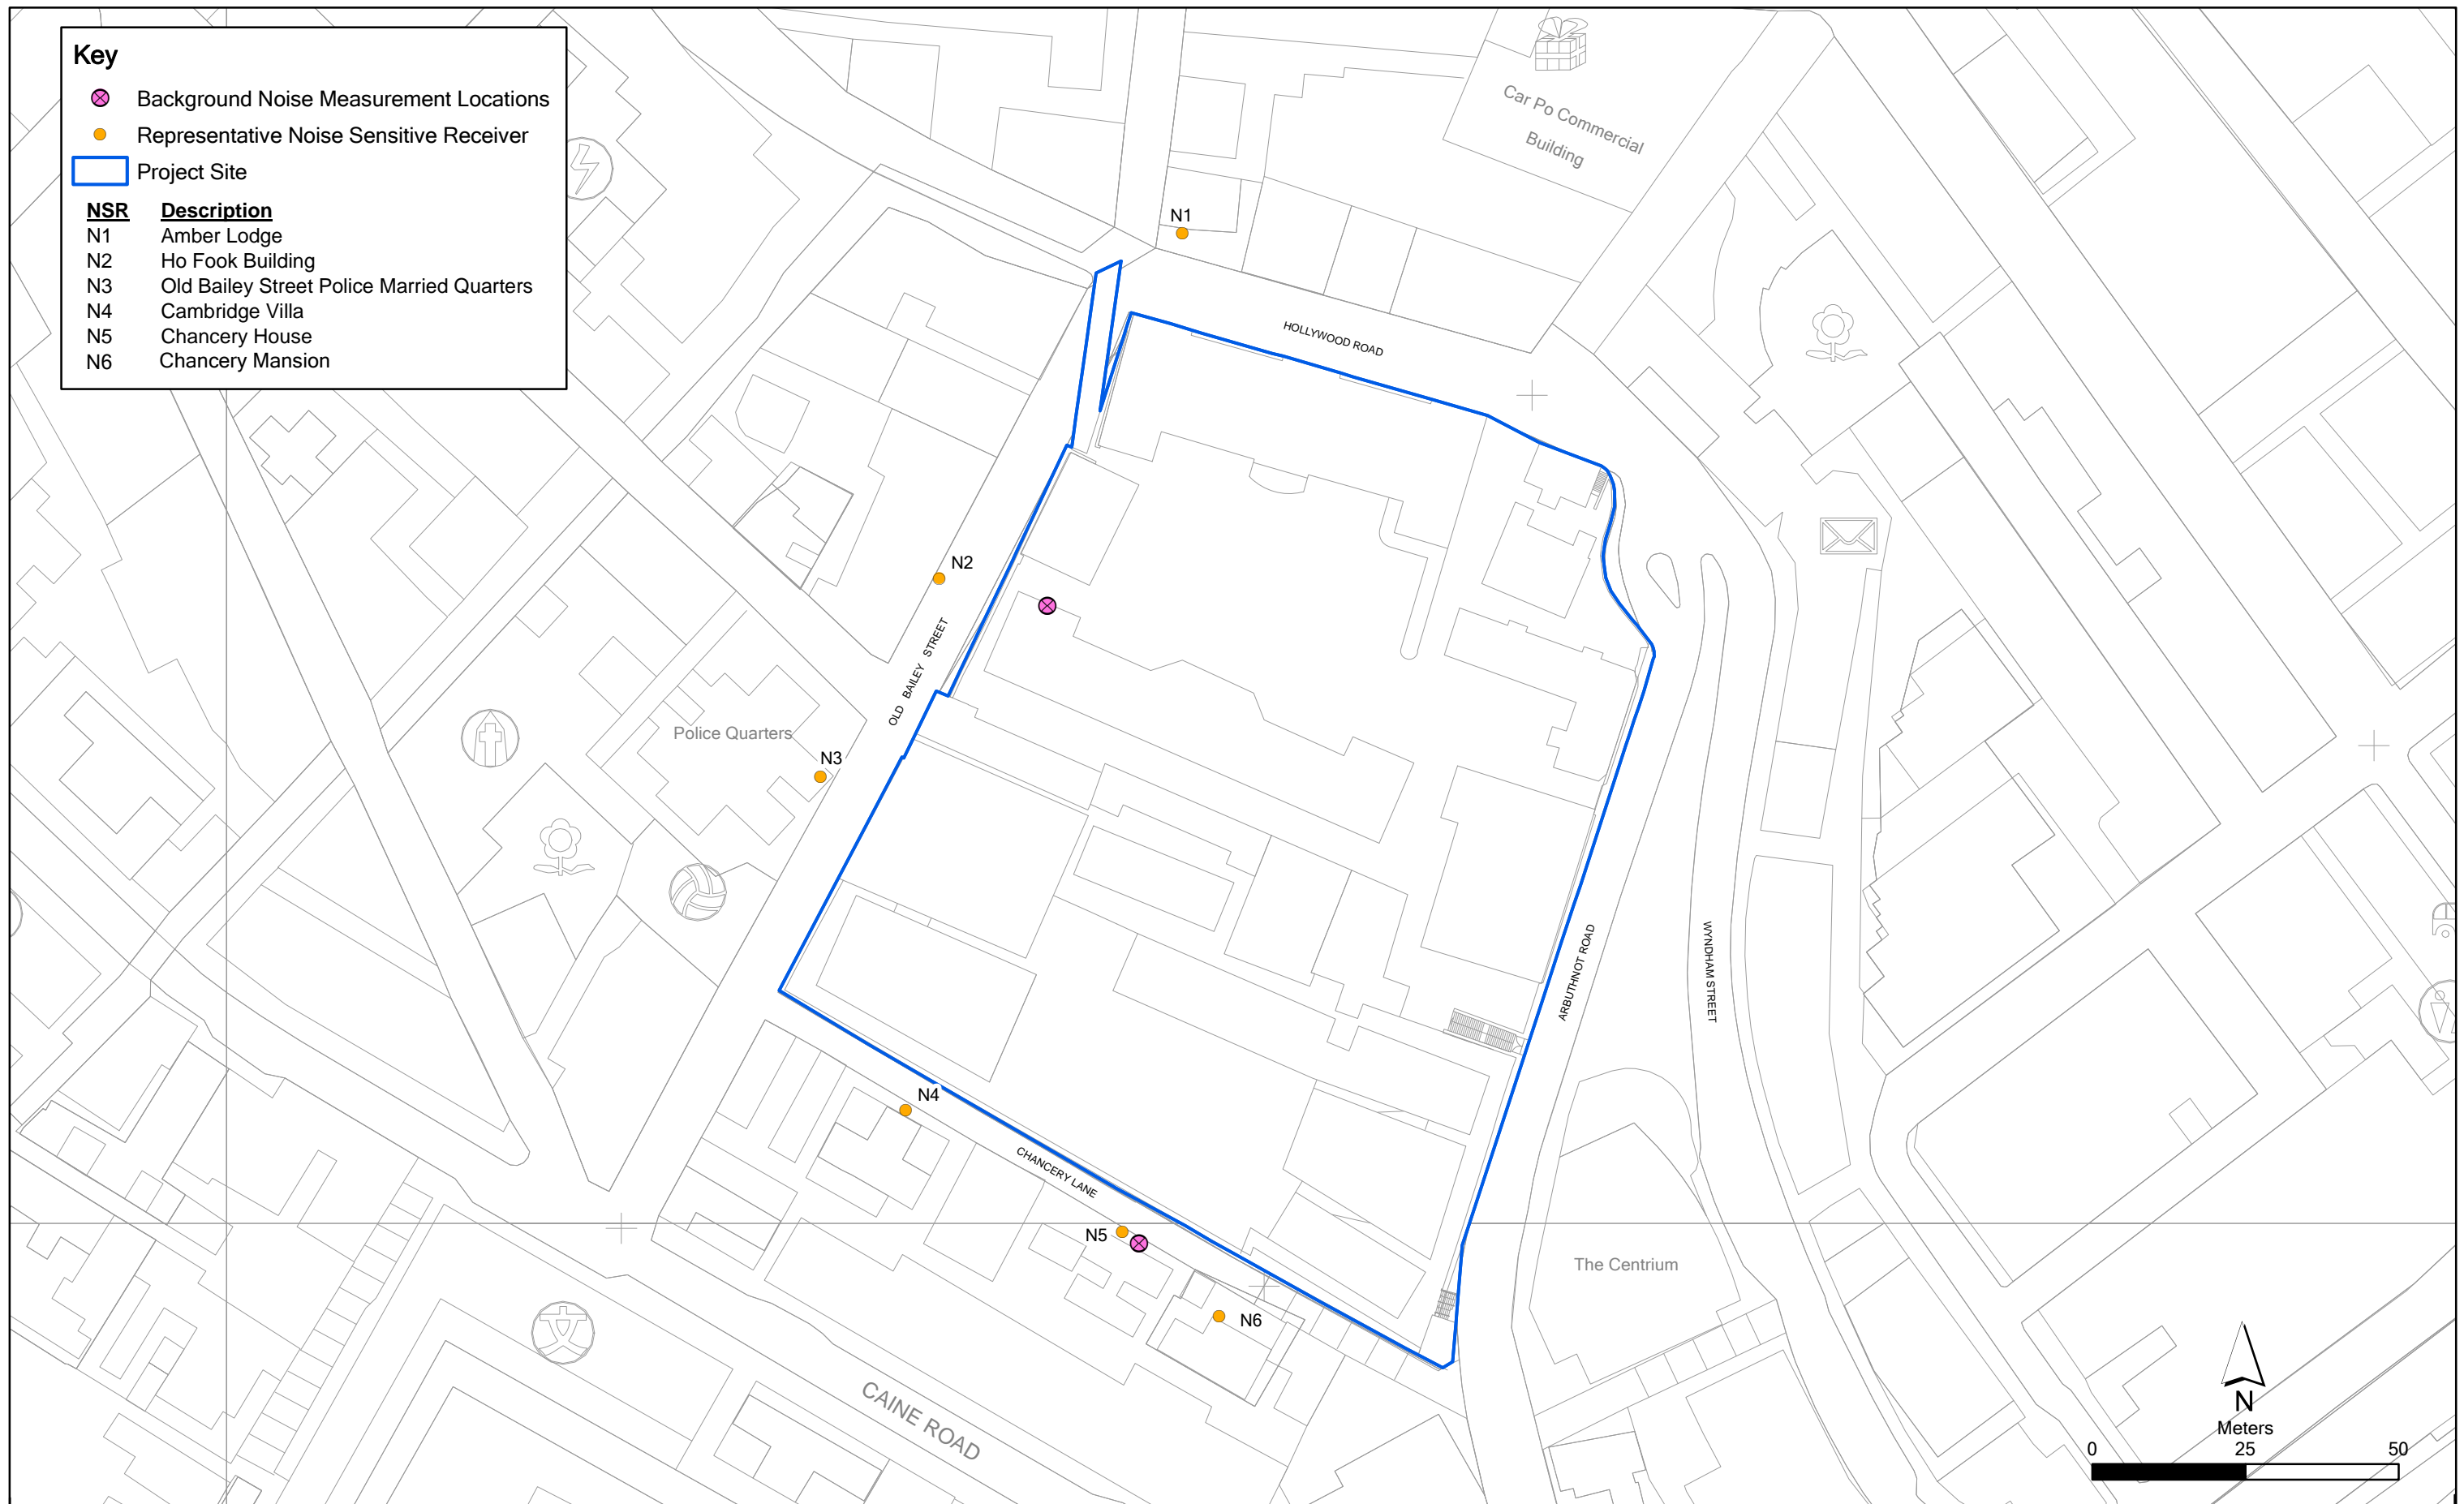 Key
Background Noise Measurement Locations
Representative Noise Sensitive Receiver
Project Site
NSR Description
N1 Amber Lodge
N2 Ho Fook Building
N3 Old Bailey Street Police Married Quarters
N4 Cambridge Villa
N5 Chancery House
N6 Chancery Mansion
Car Po Commercial
Building
N1
HOLLYWOOD ROAD
N2
OLD BAILEY STREET
Police Quarters
N3
ARBUTHNOT ROAD
WYNDHAM STREET
N4
CHANCERY LANE
N5
The Centrium
N6
CAINE ROAD
N
Meters
0 25 50